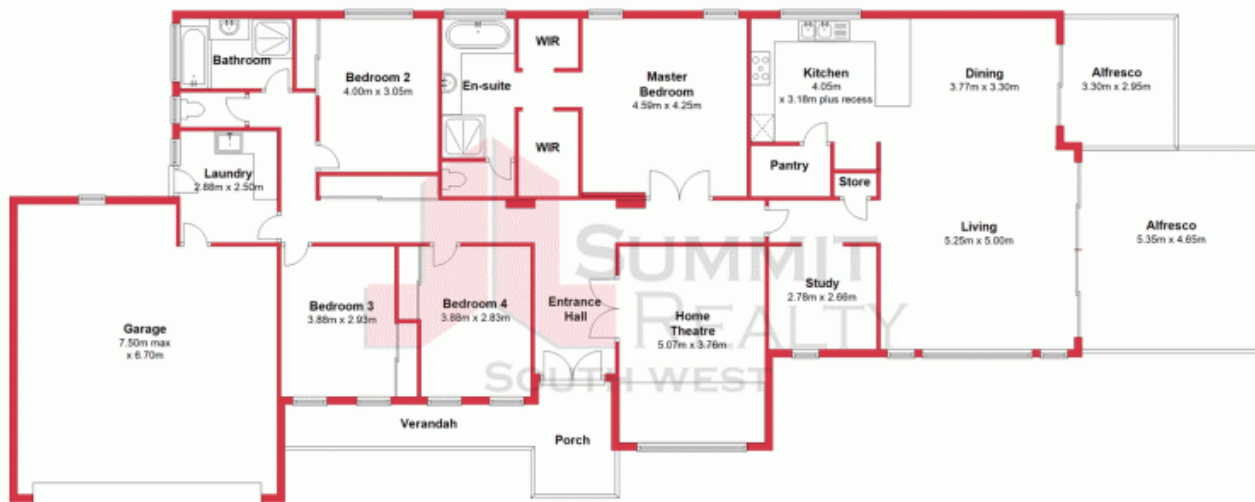 Bathroom
Bedroom 2
4.00m x 3.05m
En-suite
WIR
WIR
Master
Bedroom
4.59m x 4.25m
Kitchen
4.05m
x 3.18m plus recess
Dining
3.77m x 3.30m
Alfresco
3.30m x 2.95m
Laundry
2.88m x 2.50m
Pantry
Store
Living
5.25m x 5.00m
Alfresco
5.35m x 4.65m
Garage
7.50m max
x 6.70m
Bedroom 3
3.88m x 2.93m
Bedroom 4
3.88m x 2.83m
Entrance
Hall
Home
Theatre
5.07m x 3.76m
Study
2.78m x 2.66m
Verandah
Porch
SUMMIT
REALTY
SOUTH WEST